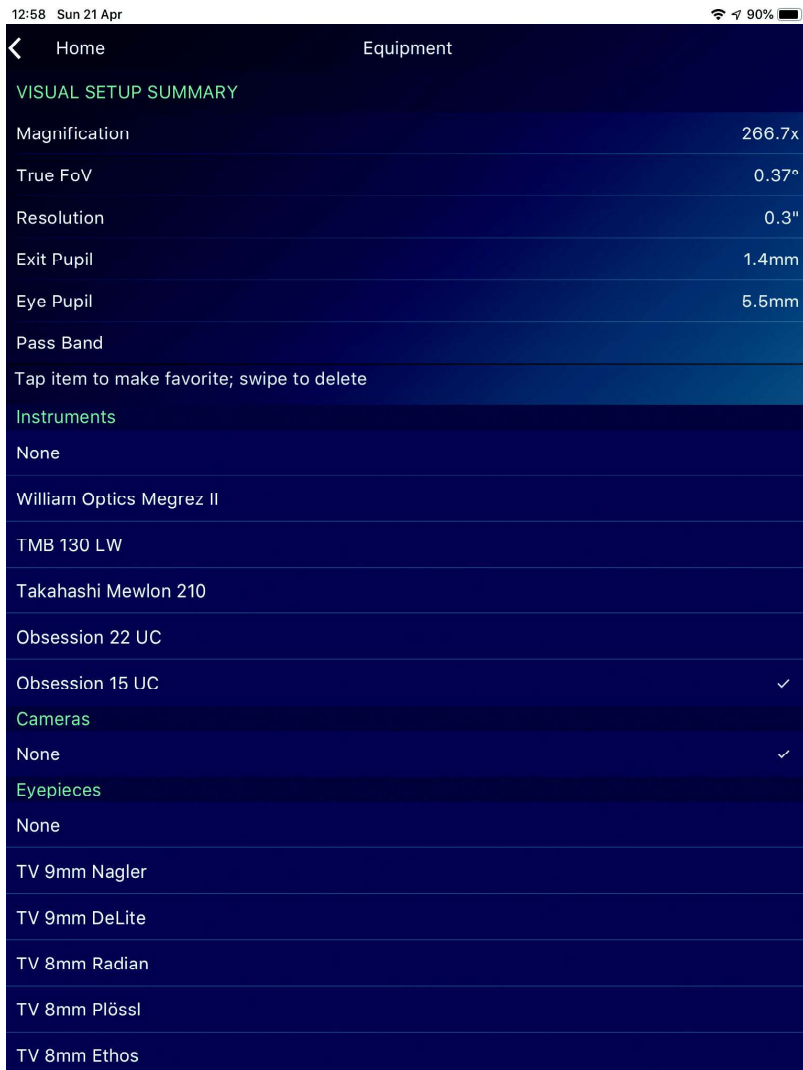 12:58 Sun 21 Apr 90%
Home Equipment
VISUAL SETUP SUMMARY
Magnification 266.7x
True FoV 0.37°
Resolution 0.3"
Exit Pupil 1.4mm
Eye Pupil 5.5mm
Pass Band
Tap item to make favorite; swipe to delete
Instruments
None
William Optics Megrez II
TMB 130 LW
Takahashi Mewlon 210
Obsession 22 UC
Obsession 15 UC
Cameras
None
Eyepieces
None
TV 9mm Nagler
TV 9mm DeLite
TV 8mm Radian
TV 8mm Plössl
TV 8mm Ethos